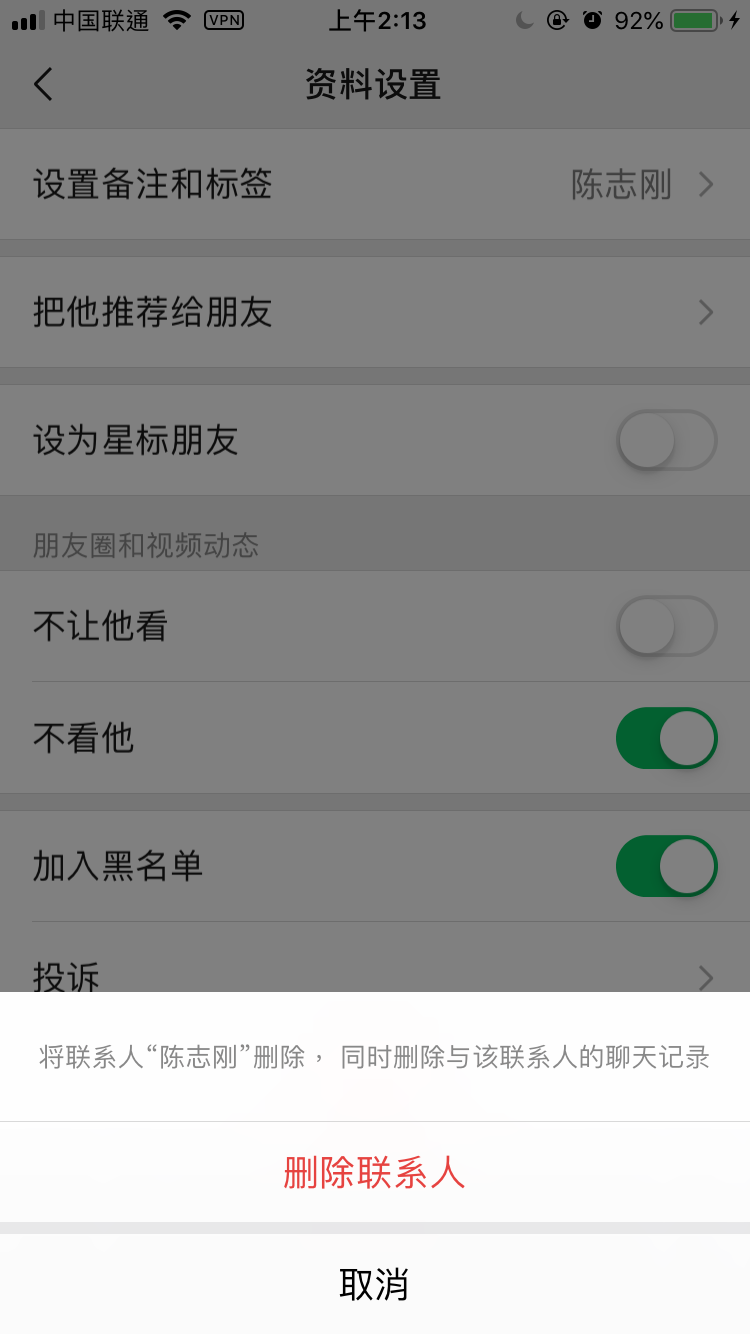 中国联通 VPN 上午2:13 92%
资料设置
设置备注和标签 陈志刚
把他推荐给朋友
设为星标朋友
朋友圈和视频动态
不让他看
不看他
加入黑名单
投诉
将联系人“陈志刚”删除， 同时删除与该联系人的聊天记录
删除联系人
取消